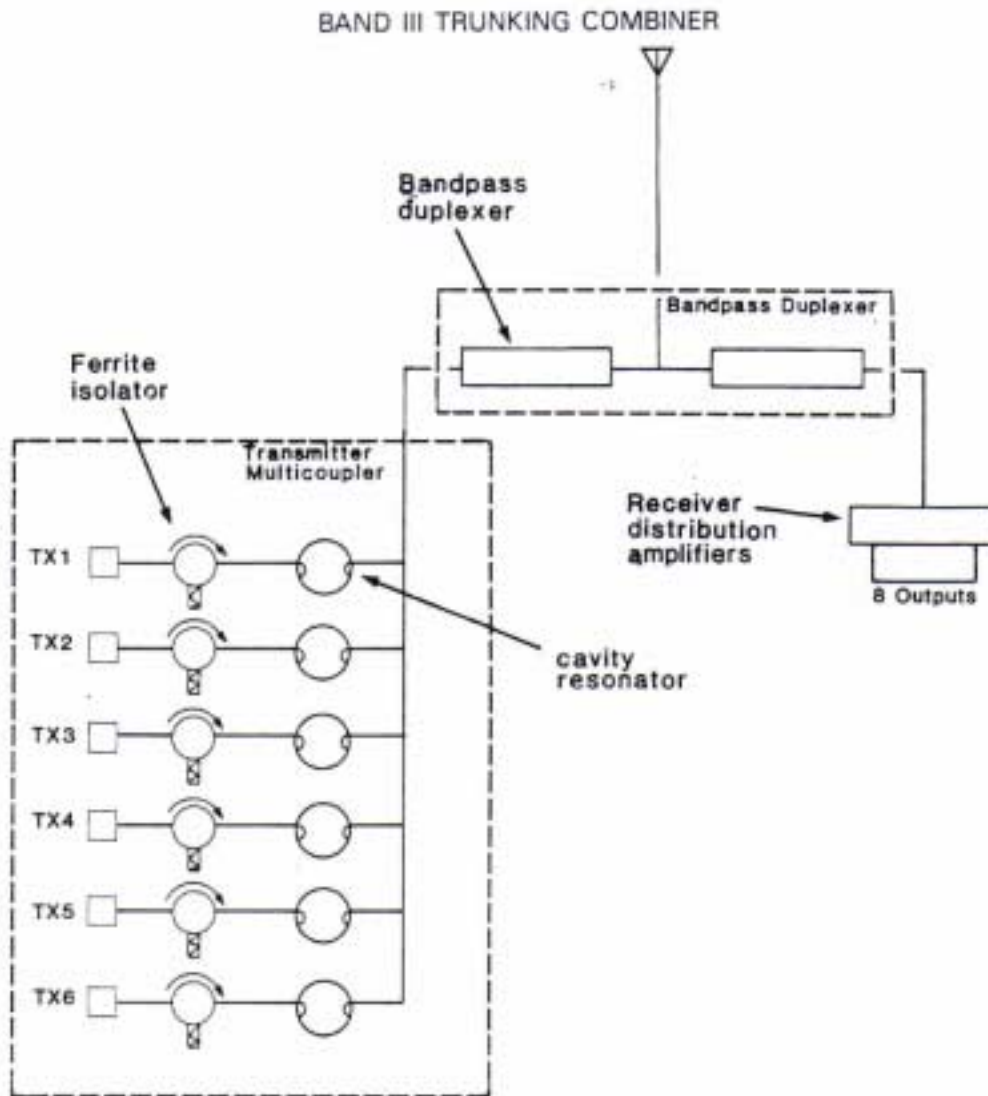 BAND III TRUNKING COMBINER
Bandpass
duplexer
Bandpass Duplexer
Ferrite
isolator
Transmitter
Multicoupler
Receiver
distribution
amplifiers
8 Outputs
TX1
TX2
cavity
resonator
TX3
TX4
TX5
TX6